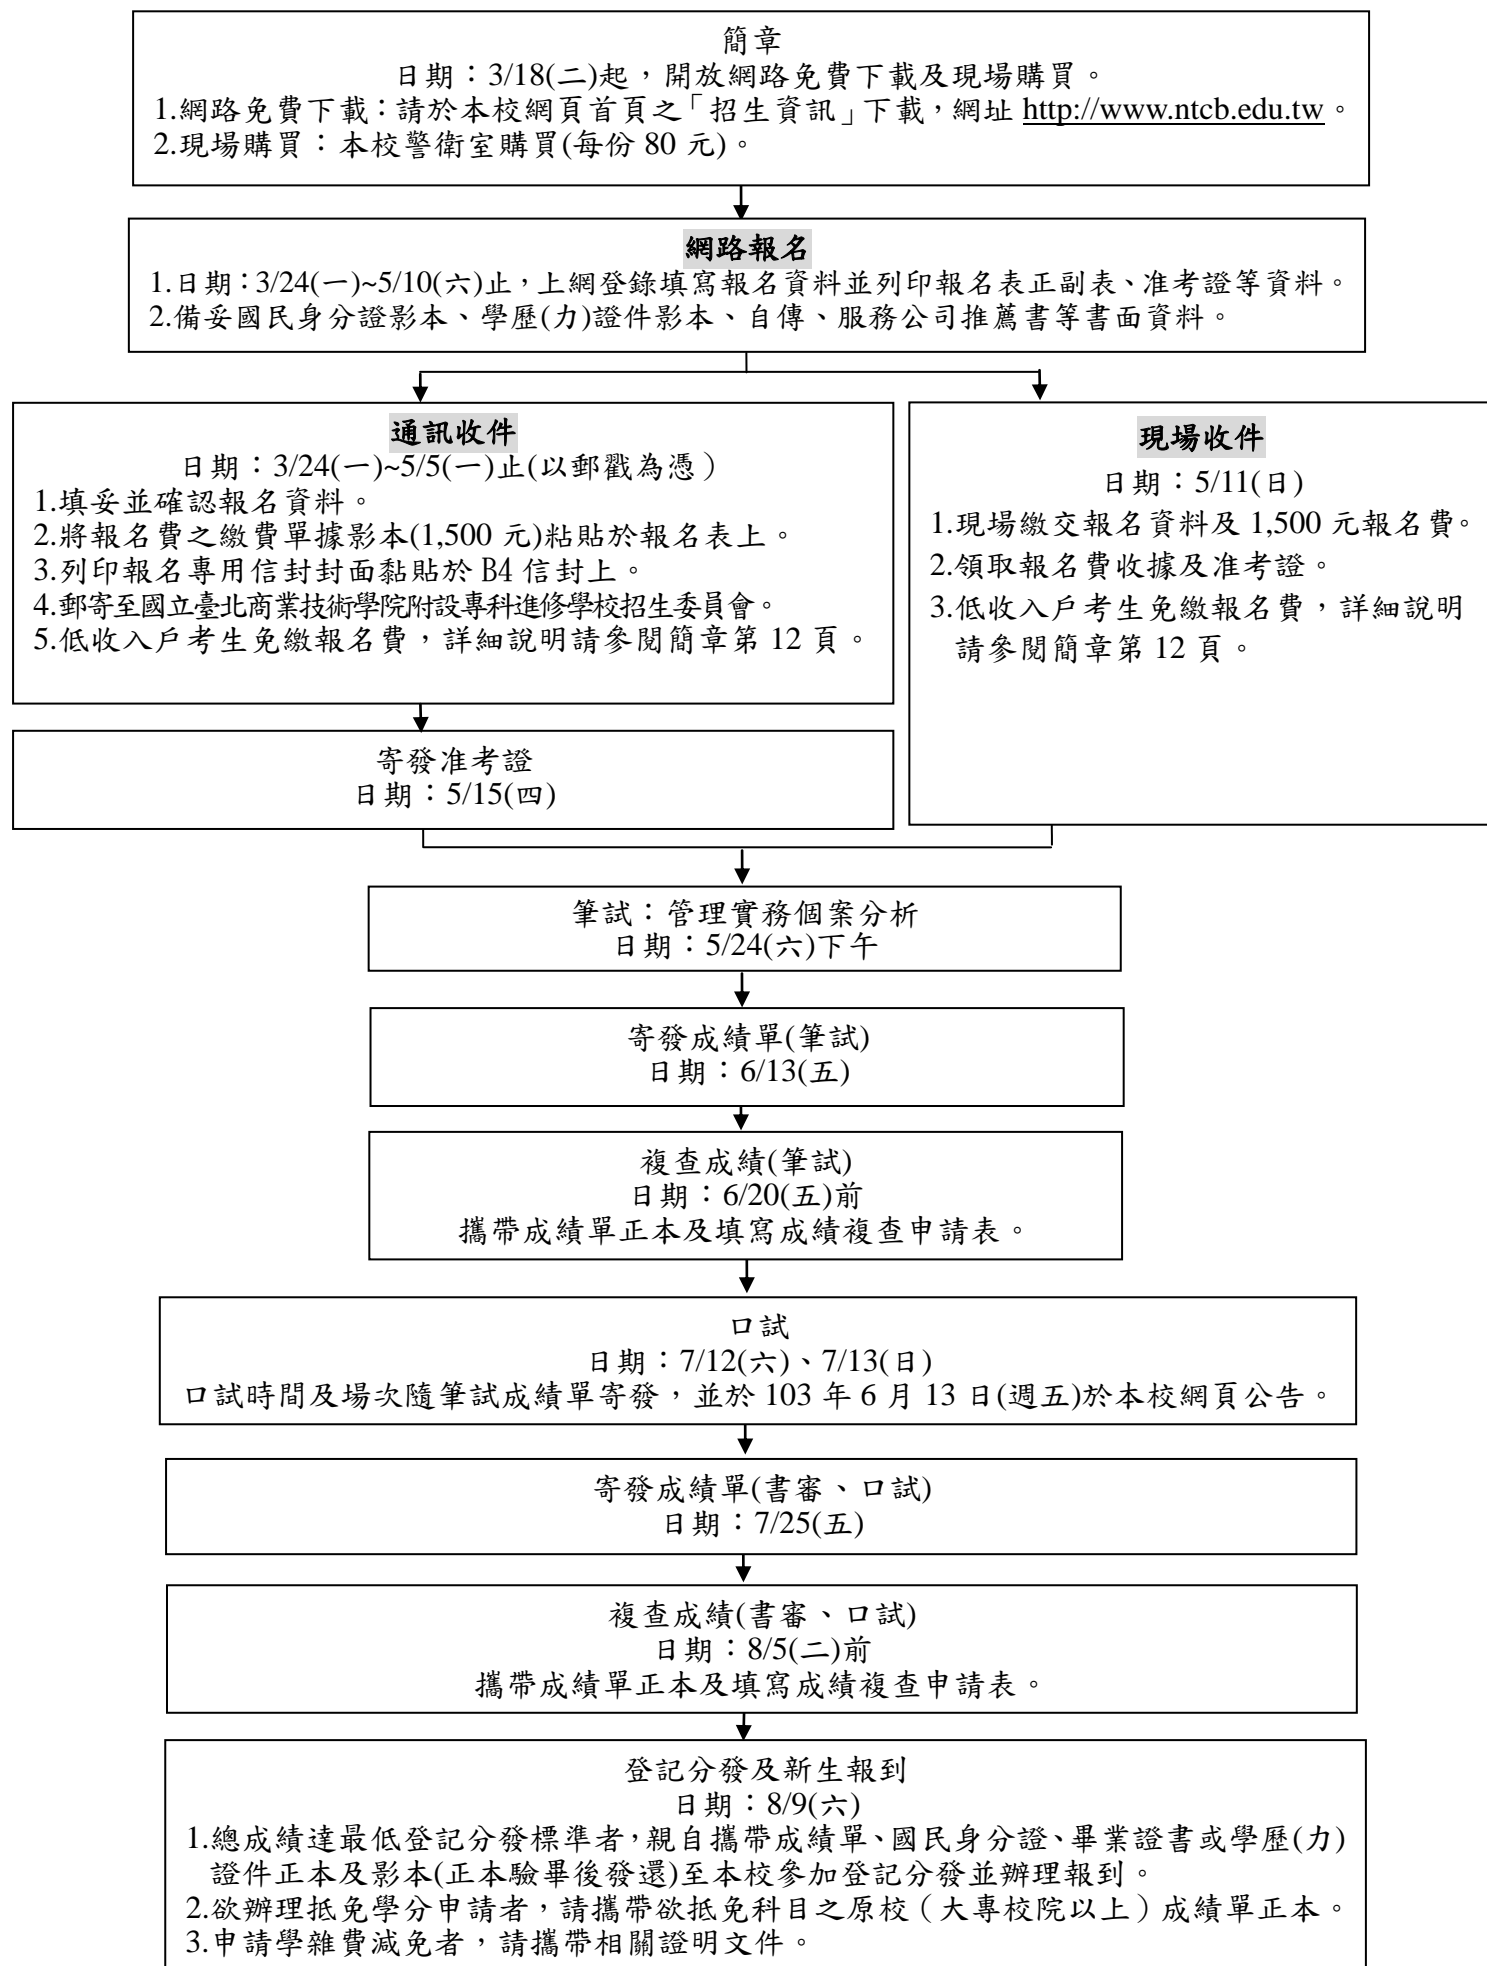 簡章
日期：3/18(二)起，開放網路免費下載及現場購買。
1.網路免費下載：請於本校網頁首頁之「招生資訊」下載，網址 http://www.ntcb.edu.tw。
2.現場購買：本校警衛室購買(每份 80 元)。
網路報名
1.日期：3/24(一)~5/10(六)止，上網登錄填寫報名資料並列印報名表正副表、准考證等資料。
2.備妥國民身分證影本、學歷(力)證件影本、自傳、服務公司推薦書等書面資料。
通訊收件
日期：3/24(一)~5/5(一)止(以郵戳為憑）
1.填妥並確認報名資料。
2.將報名費之繳費單據影本(1,500 元)粘貼於報名表上。
3.列印報名專用信封封面黏貼於 B4 信封上。
4.郵寄至國立臺北商業技術學院附設專科進修學校招生委員會。
5.低收入戶考生免繳報名費，詳細說明請參閱簡章第 12 頁。
現場收件
日期：5/11(日)
1.現場繳交報名資料及 1,500 元報名費。
2.領取報名費收據及准考證。
3.低收入戶考生免繳報名費，詳細說明
請參閱簡章第 12 頁。
寄發准考證
日期：5/15(四)
筆試：管理實務個案分析
日期：5/24(六)下午
寄發成績單(筆試)
日期：6/13(五)
複查成績(筆試)
日期：6/20(五)前
攜帶成績單正本及填寫成績複查申請表。
口試
日期：7/12(六)、7/13(日)
口試時間及場次隨筆試成績單寄發，並於 103 年 6 月 13 日(週五)於本校網頁公告。
寄發成績單(書審、口試)
日期：7/25(五)
複查成績(書審、口試)
日期：8/5(二)前
攜帶成績單正本及填寫成績複查申請表。
登記分發及新生報到
日期：8/9(六)
1.總成績達最低登記分發標準者，親自攜帶成績單、國民身分證、畢業證書或學歷(力)
證件正本及影本(正本驗畢後發還)至本校參加登記分發並辦理報到。
2.欲辦理抵免學分申請者，請攜帶欲抵免科目之原校（大專校院以上）成績單正本。
3.申請學雜費減免者，請攜帶相關證明文件。